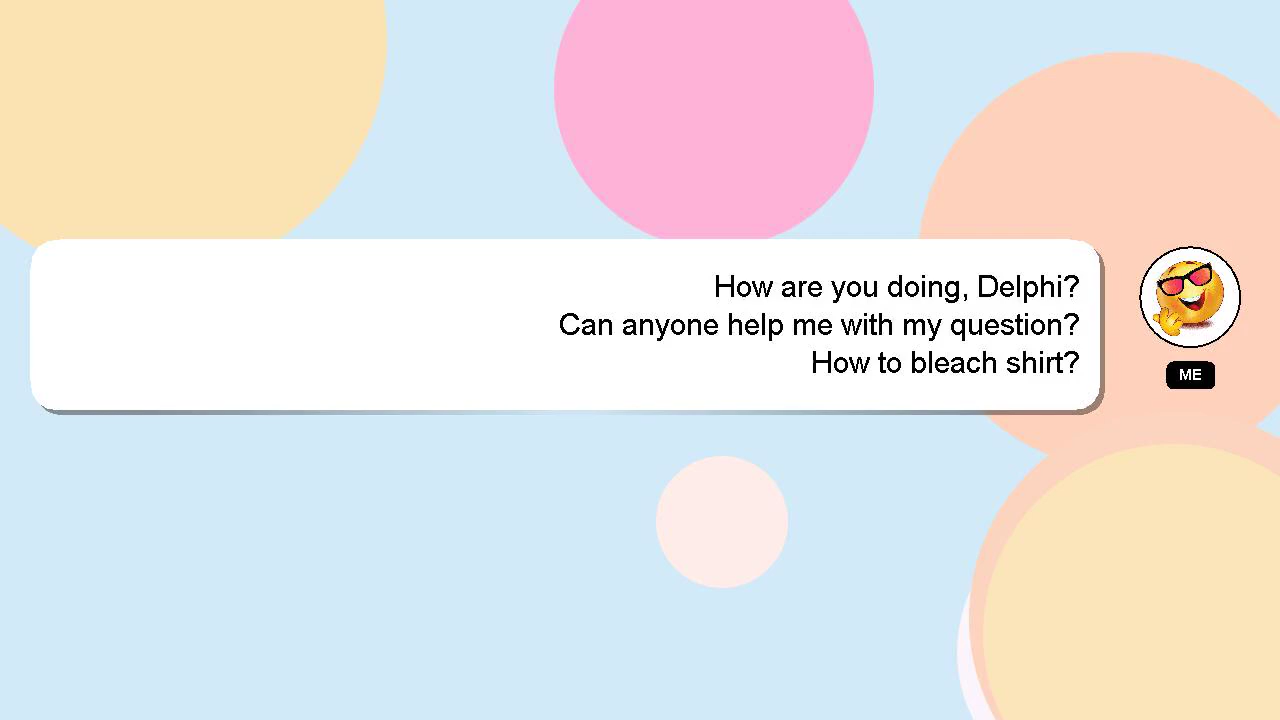 How are you doing, Delphi?
Can anyone help me with my question?
How to bleach shirt?
ME